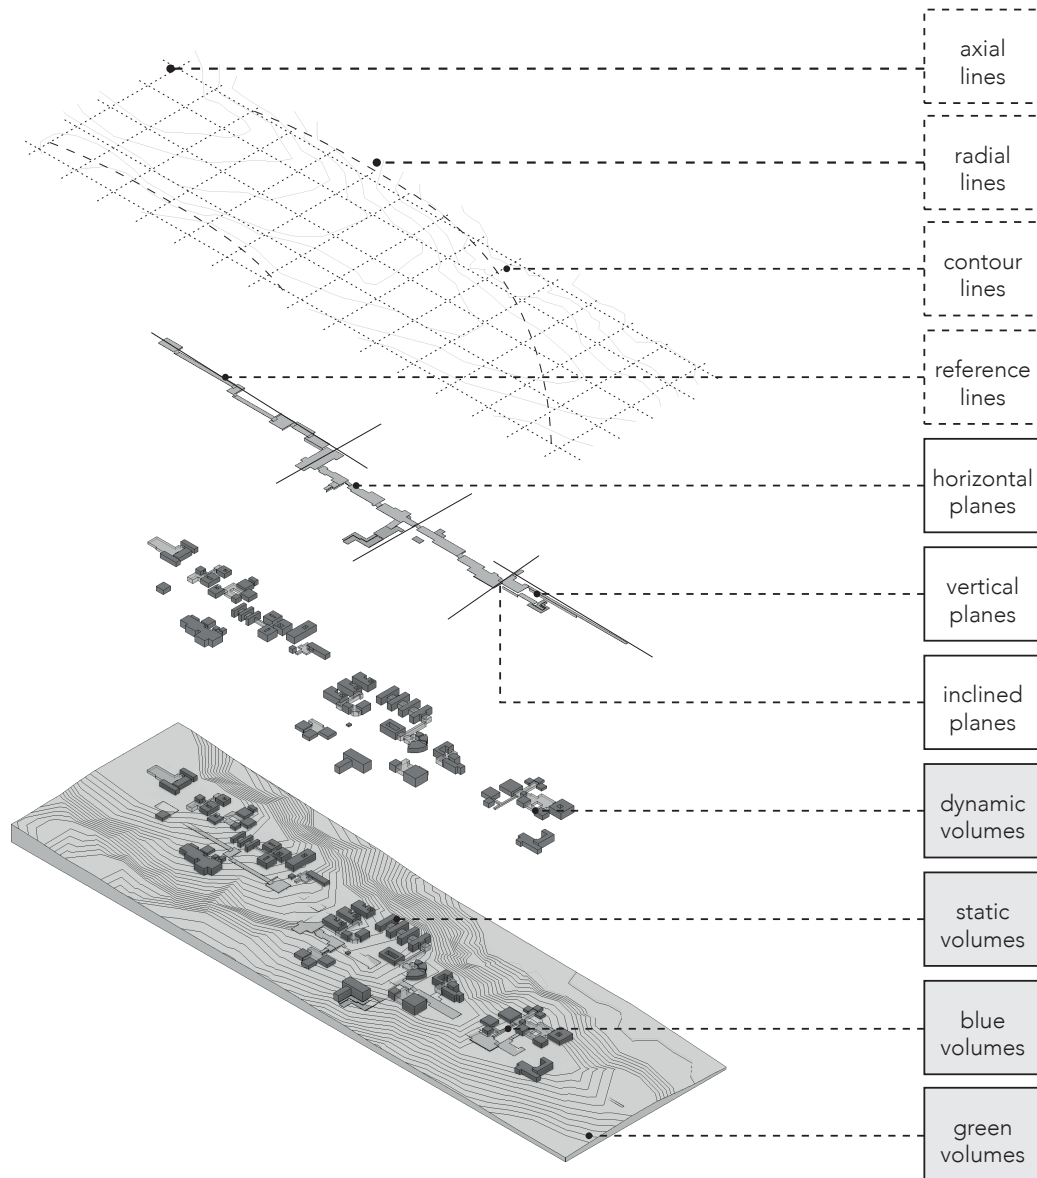 axial
lines
radial
lines
contour
lines
reference
lines
horizontal
planes
vertical
planes
inclined
planes
dynamic
volumes
static
volumes
blue
volumes
green
volumes